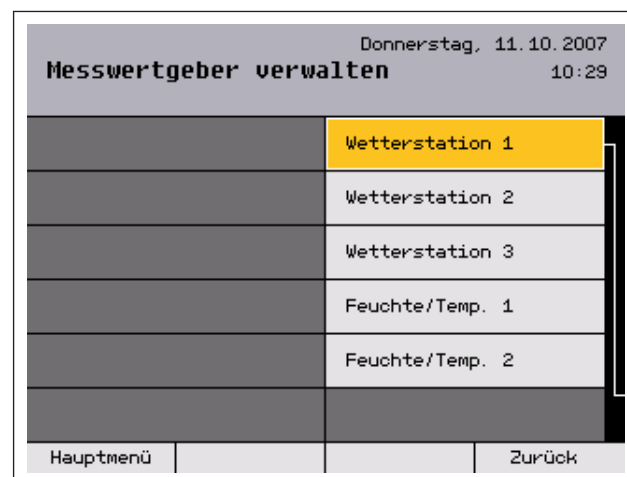 Donnerstag, 11.10.2007
Messwertgeber verwalten 10:29
Wetterstation 1
Wetterstation 2
Wetterstation 3
Feuchte/Temp. 1
Feuchte/Temp. 2
Hauptmenü Zurück